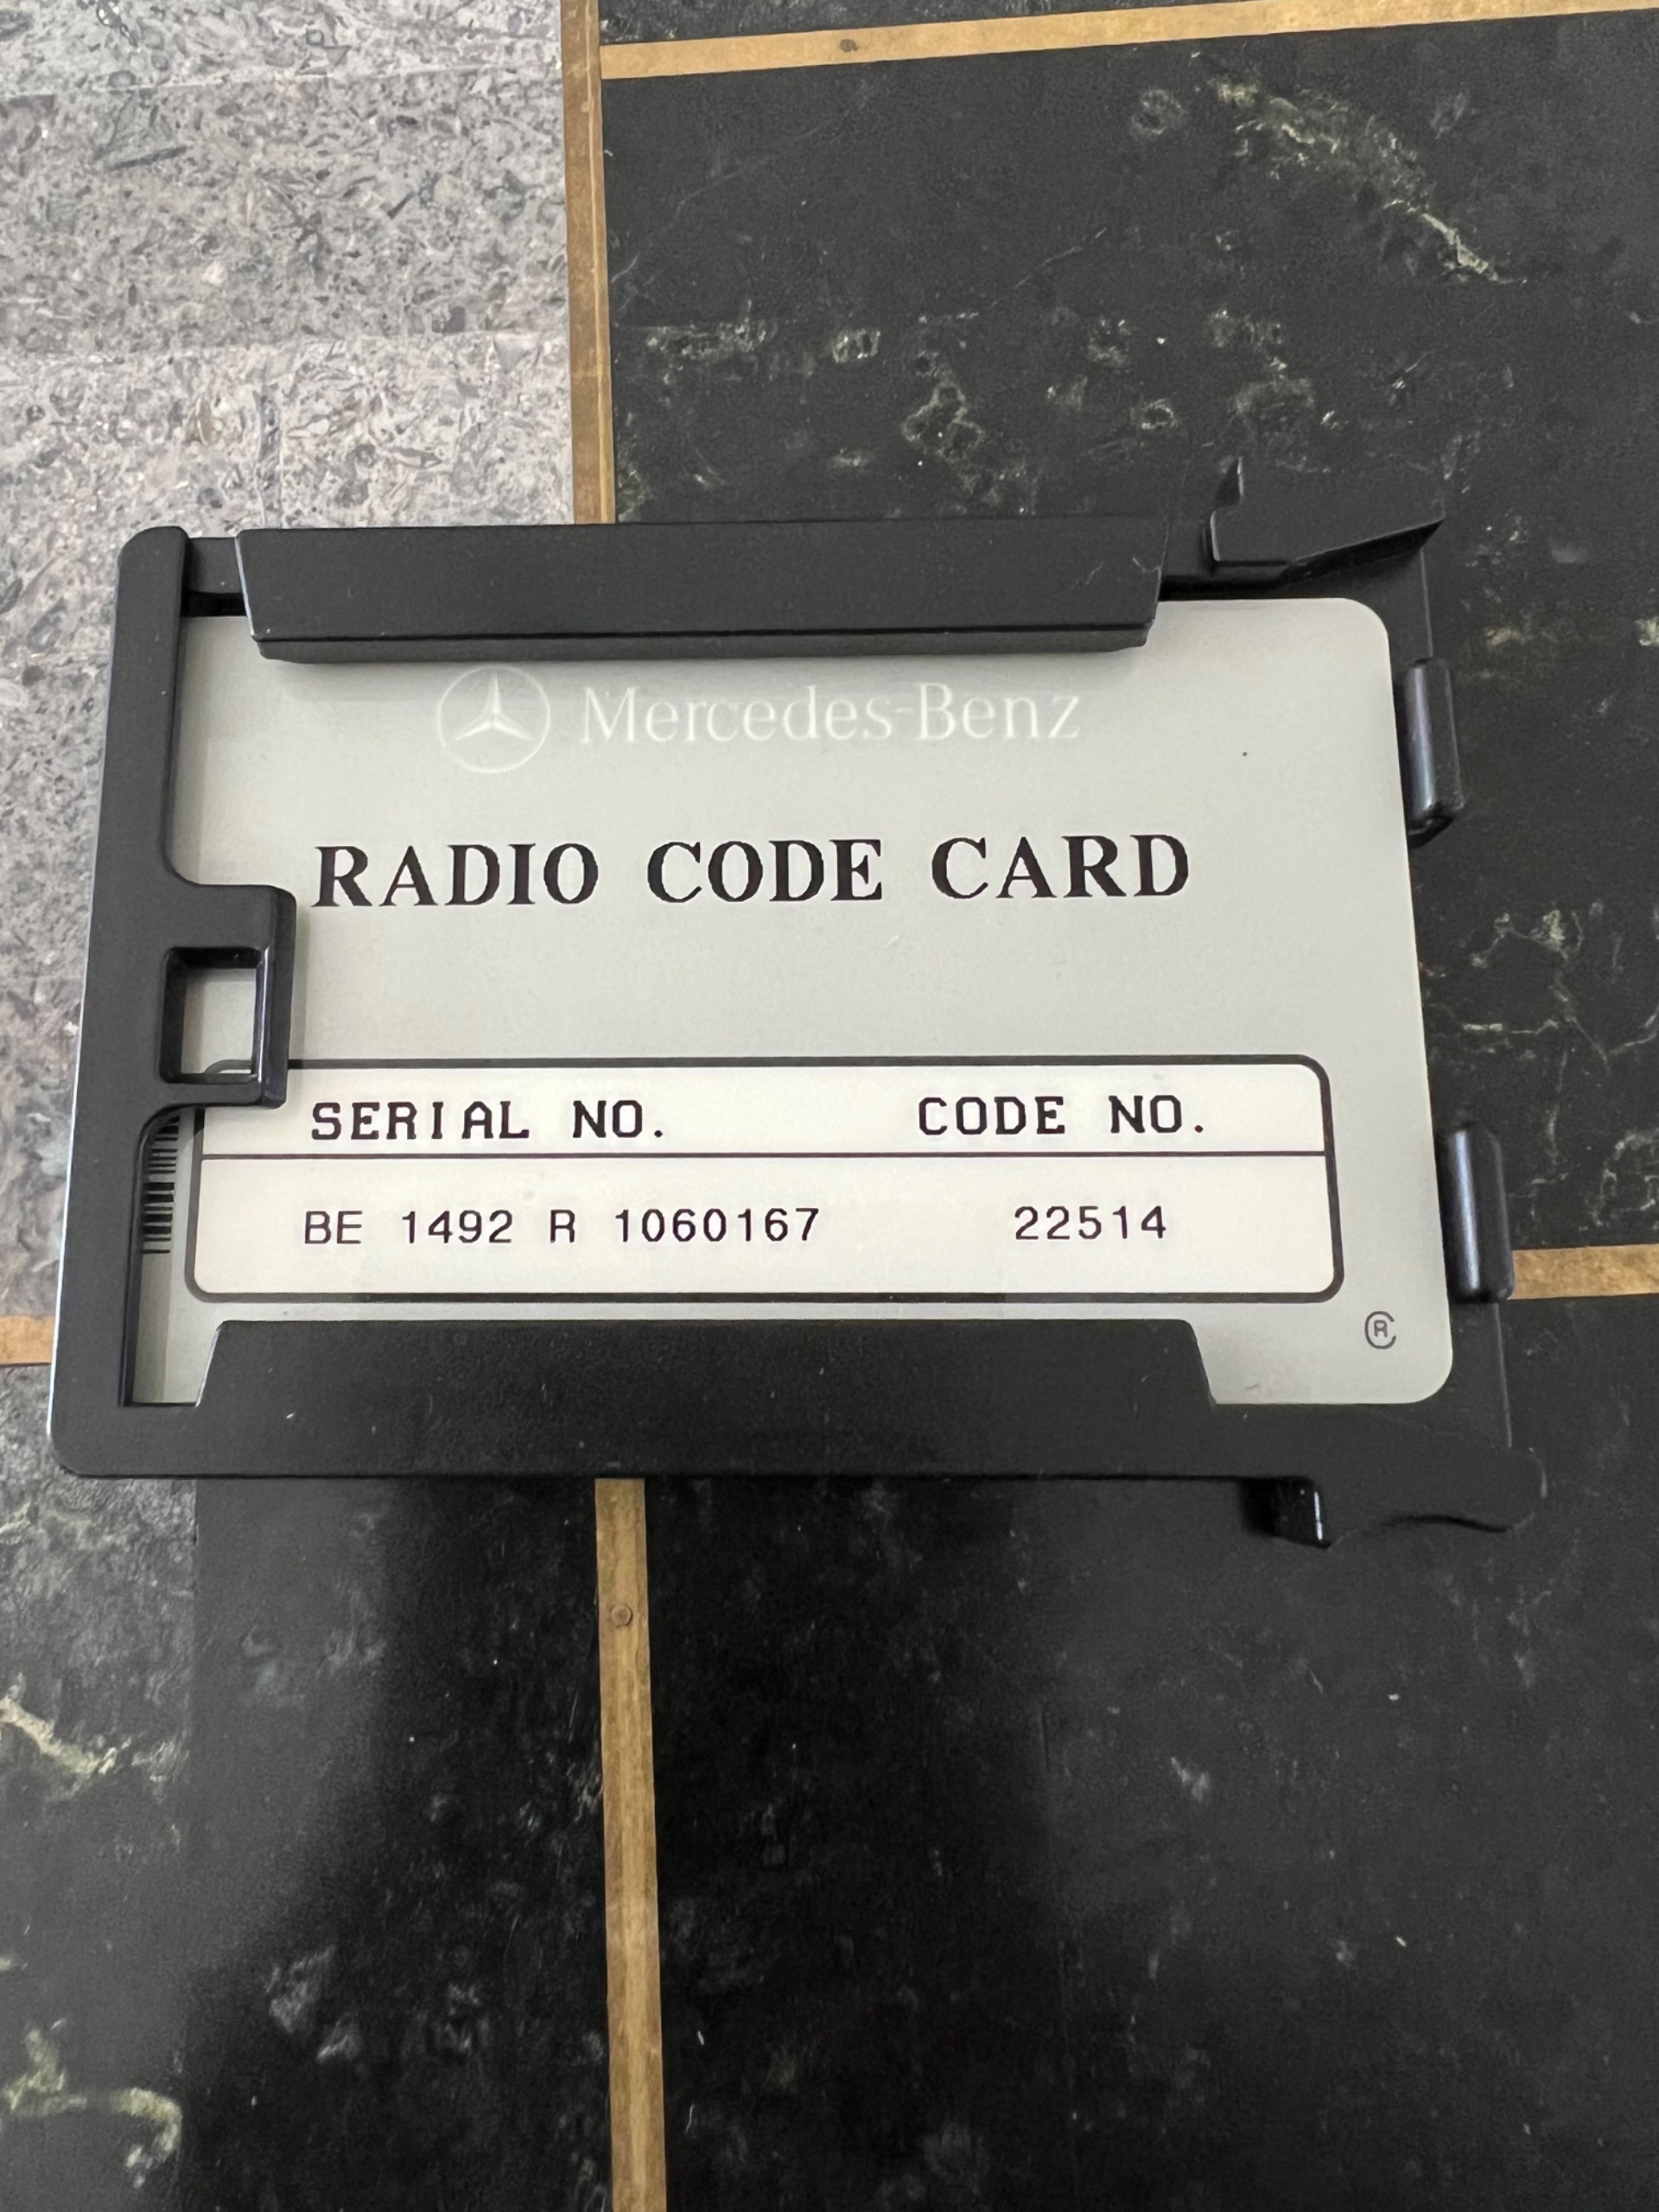 Mercedes-Benz
RADIO CODE CARD
SERIAL NO. CODE NO.
BE 1492 R 1060167 22514
®